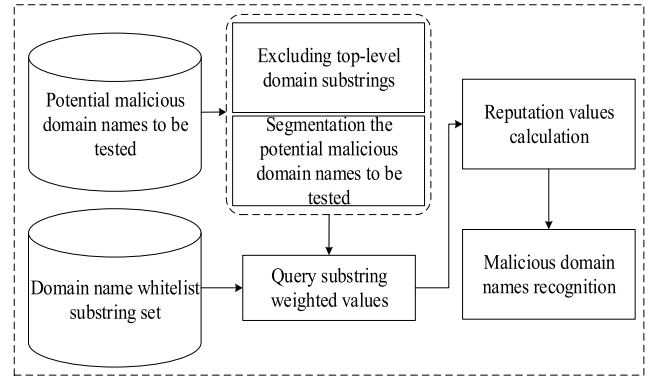 Potential malicious
domain names to be
tested
Excluding top-level
domain substrings
Segmentation the
potential malicious
domain names to be
tested
Reputation values
calculation
Domain name whitelist
substring set
Query substring
weighted values
Malicious domain
names recognition